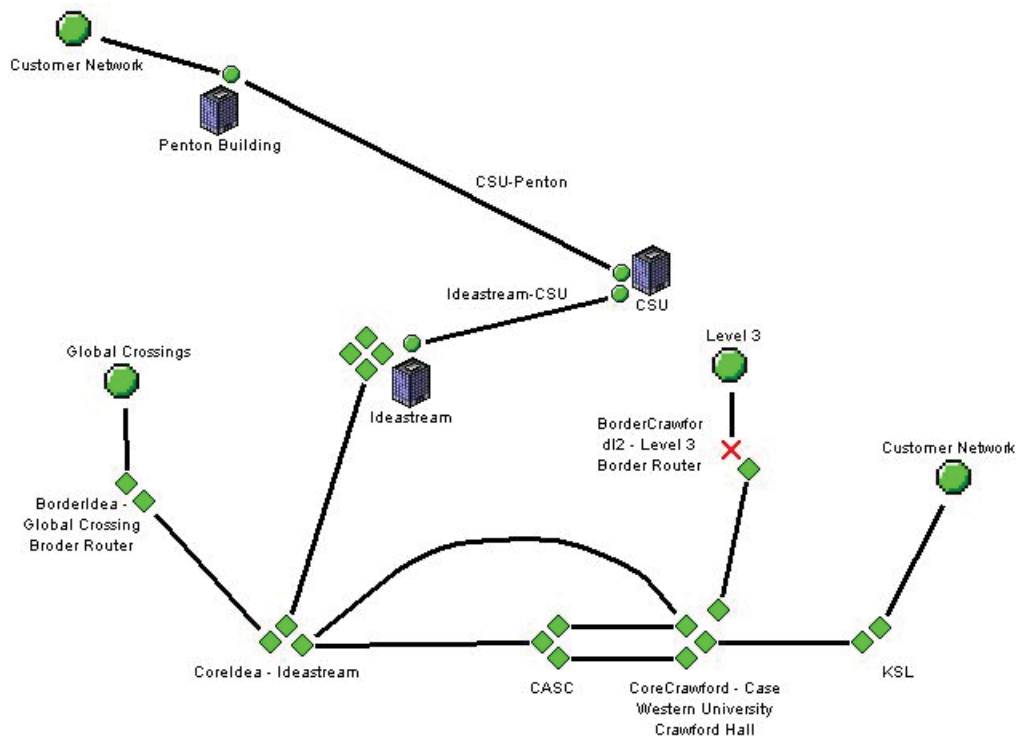 Customer Network
Penton Building
CSU-Penton
Ideastream-CSU
CSU
Global Crossings
Level 3
Ideastream
BorderCrawfor
dI2 - Level 3
Border Router
Customer Network
BorderIdea -
Global Crossing
Broder Router
CoreIdea - Ideastream
CASC
CoreCrawford - Case
Western University
Crawford Hall
KSL